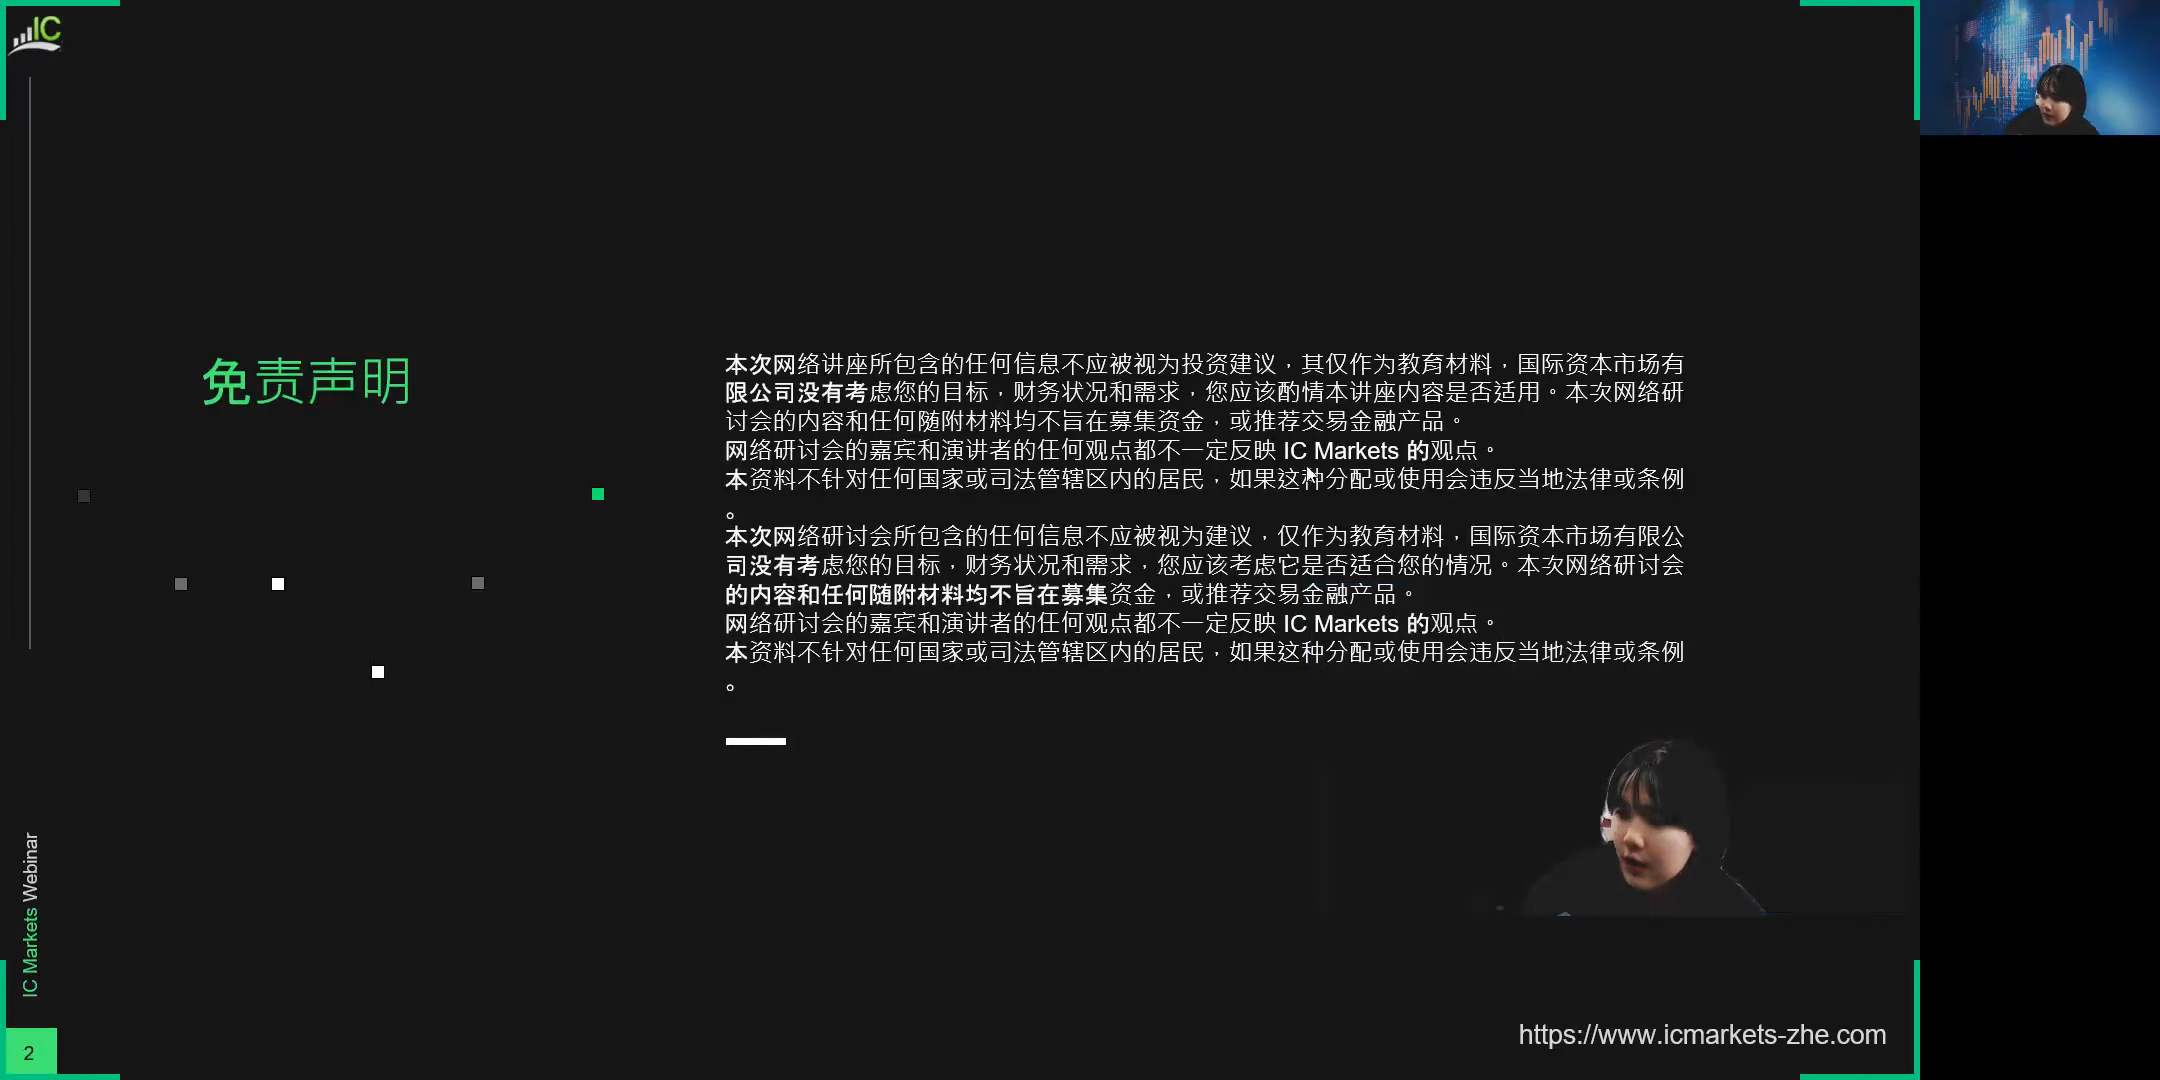 IC
免责声明
本次网络讲座所包含的任何信息不应被视为投资建议，其仅作为教育材料，国际资本市场有
限公司没有考虑您的目标，财务状况和需求，您应该酌情本讲座内容是否适用。本次网络研
讨会的内容和任何随附材料均不旨在募集资金，或推荐交易金融产品。
网络研讨会的嘉宾和演讲者的任何观点都不一定反映 IC Markets 的观点。
本资料不针对任何国家或司法管辖区内的居民，如果这种分配或使用会违反当地法律或条例
。
本次网络研讨会所包含的任何信息不应被视为建议，仅作为教育材料，国际资本市场有限公
司没有考虑您的目标，财务状况和需求，您应该考虑它是否适合您的情况。本次网络研讨会
的内容和任何随附材料均不旨在募集资金，或推荐交易金融产品。
网络研讨会的嘉宾和演讲者的任何观点都不一定反映 IC Markets 的观点。
本资料不针对任何国家或司法管辖区内的居民，如果这种分配或使用会违反当地法律或条例
。
IC Markets Webinar
2
https://www.icmarkets-zhe.com